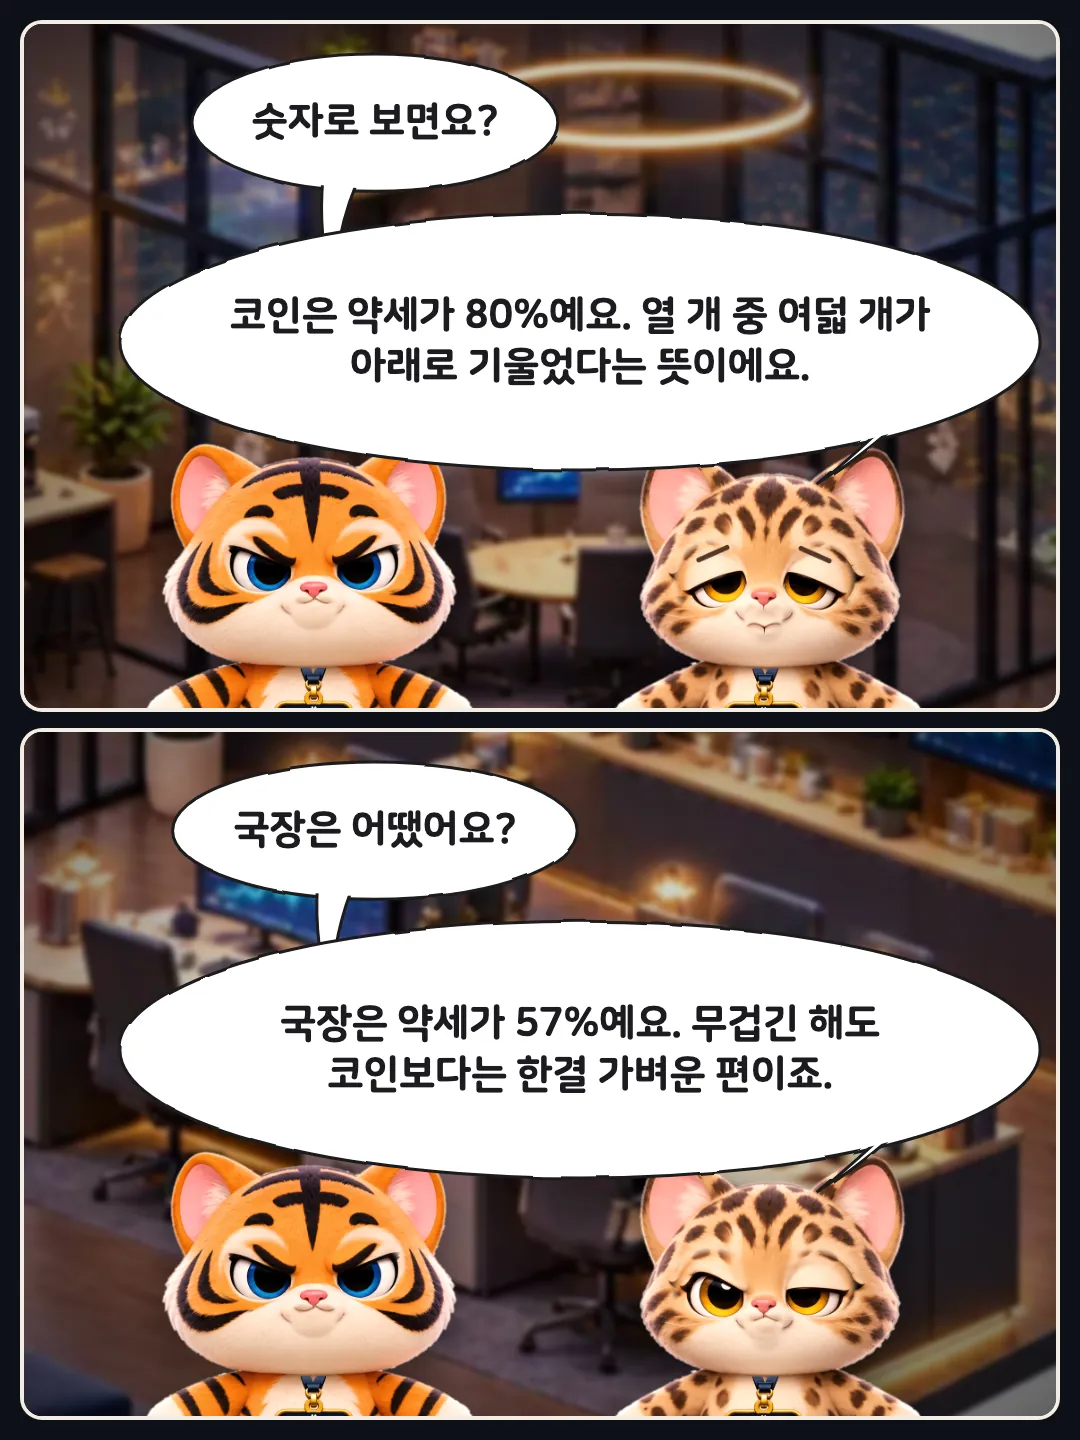 숫자로 보면요?
코인은 약세가 80%예요. 열 개 중 여덟 개가
아래로 기울었다는 뜻이에요.
국장은 어땠어요?
국장은 약세가 57%예요. 무겁긴 해도
코인보다는 한결 가벼운 편이죠.